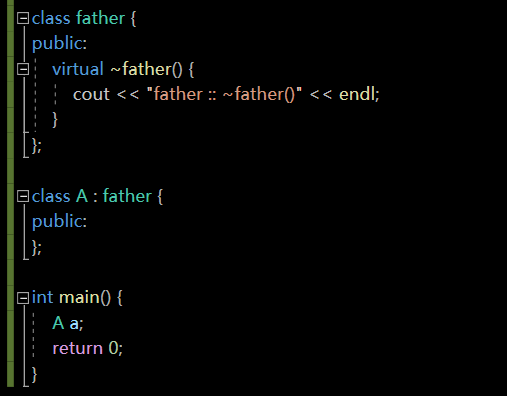 class father {
public:
virtual ~father() {
cout << "father :: ~father()" << endl;
}
};
class A : father {
public:
};
int main() {
A a;
return 0;
}